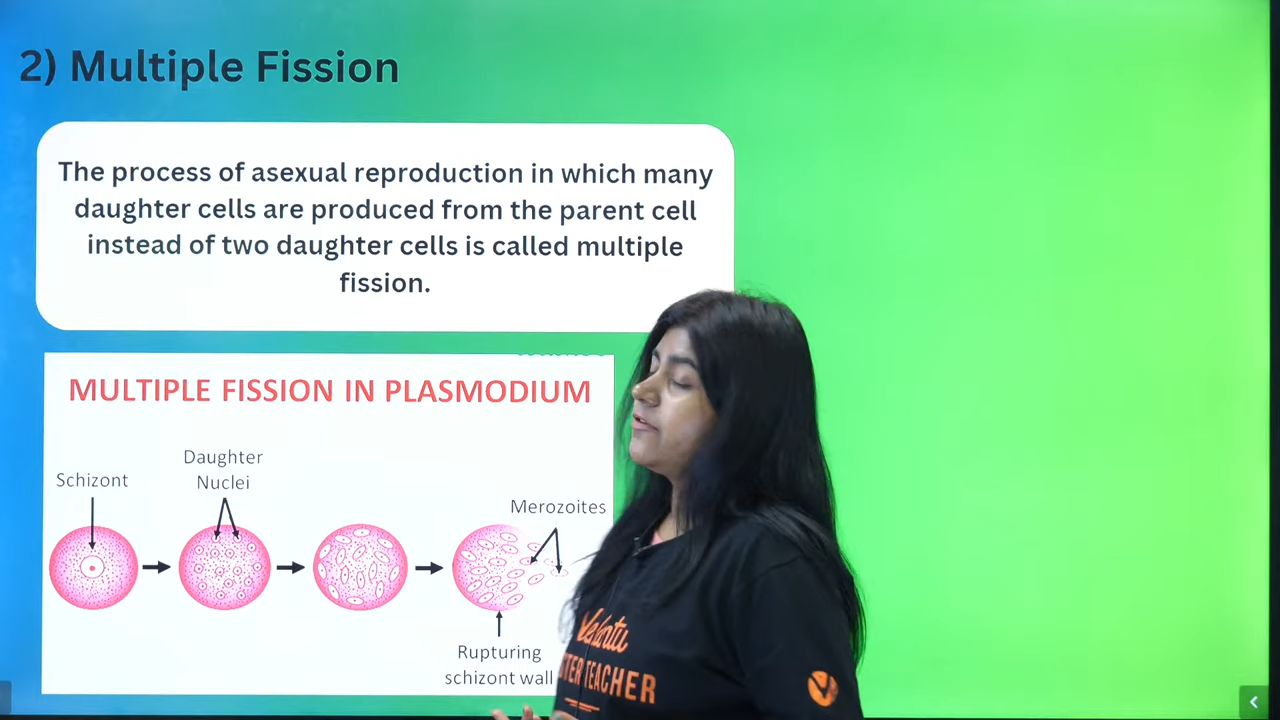 2) Multiple Fission
The process of asexual reproduction in which many
daughter cells are produced from the parent cell
instead of two daughter cells is called multiple
fission.
MULTIPLE FISSION IN PLASMODIUM
Schizont
Daughter
Nuclei
Merozoites
Rupturing
schizont wall
TEACHER